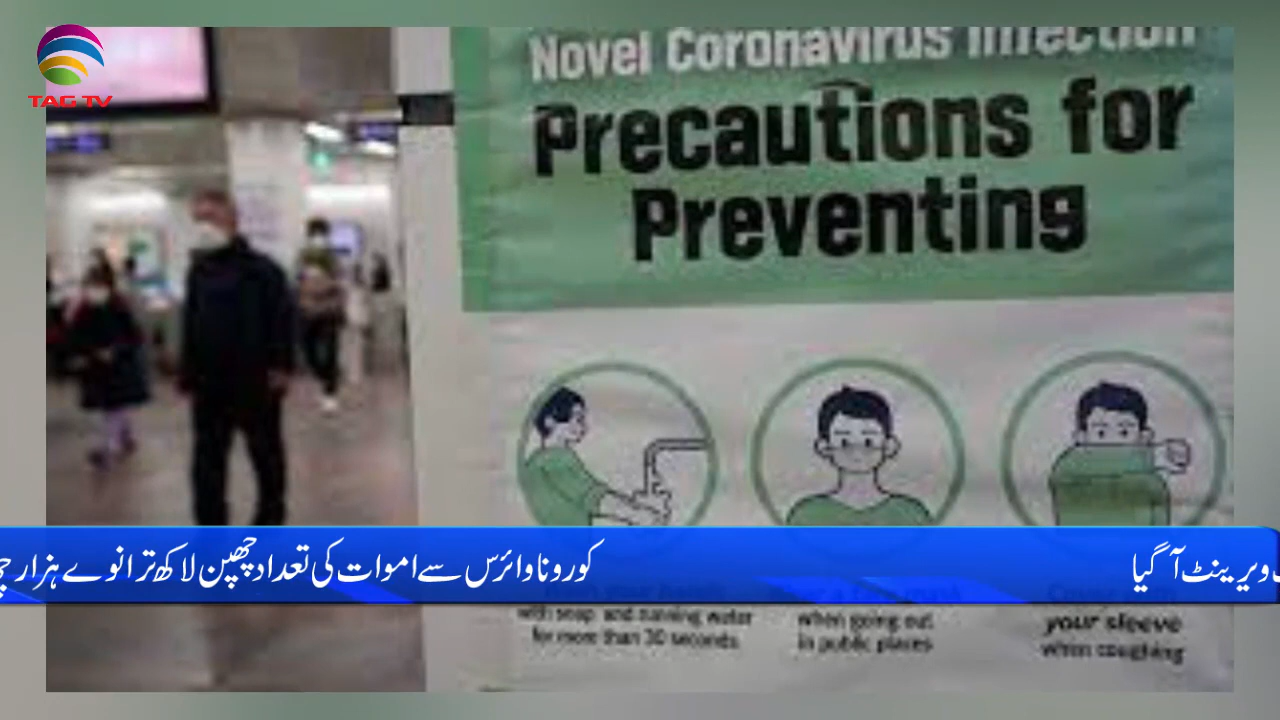 TAG TV
Novel Coronavirus Infection
Precautions for
Preventing
ویرینٹ آگیا
کورونا وائرس سے اموات کی تعداد چھپن لاکھ ترانوے ہزار
with soap and running water
for more than 30 seconds
when going out
in public places
your sleeve
when coughing